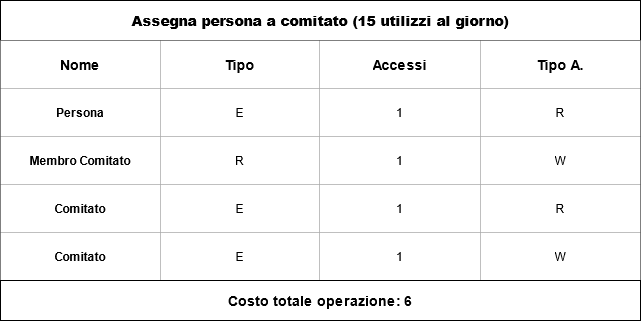 Assegna persona a comitato (15 utilizzi al giorno)
Nome Tipo Accessi Tipo A.
Persona E 1 R
Membro Comitato R 1 W
Comitato E 1 R
Comitato E 1 W
Costo totale operazione: 6